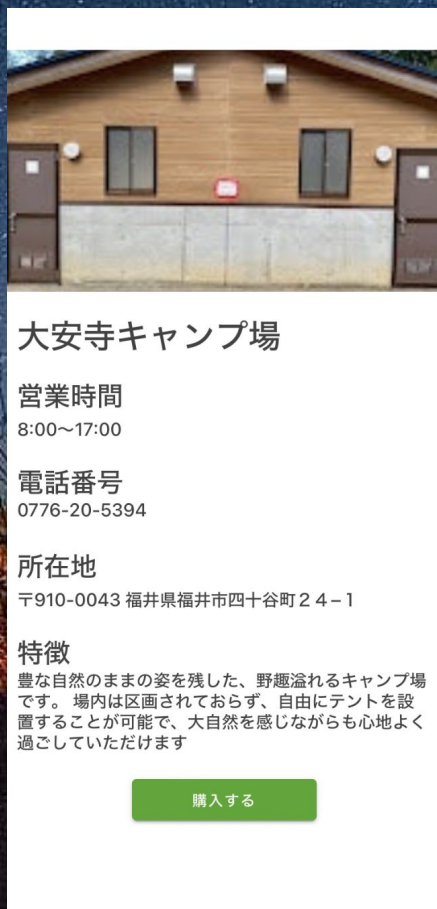 大安寺キャンプ場
営業時間
8:00〜17:00
電話番号
0776-20-5394
所在地
〒910-0043 福井県福井市四十谷町２４−１
特徴
豊な自然のままの姿を残した、野趣溢れるキャンプ場
です。 場内は区画されておらず、自由にテントを設
置することが可能で、大自然を感じながらも心地よく
過ごしていただけます
購入する